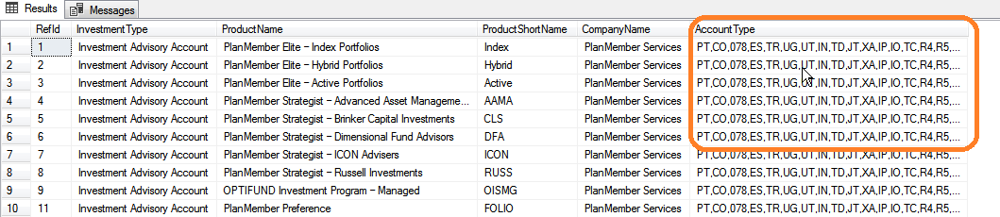 Results Messages
RefId InvestmentType ProductName ProductShortName CompanyName AccountType
1 1 Investment Advisory Account PlanMember Elite – Index Portfolios Index PlanMember Services PT,CO,078,ES,TR,UG,UT,IN,TD,JT,XA,IP,IO,TC,R4,R5,...
2 2 Investment Advisory Account PlanMember Elite – Hybrid Portfolios Hybrid PlanMember Services PT,CO,078,ES,TR,UG,UT,IN,TD,JT,XA,IP,IO,TC,R4,R5,...
3 3 Investment Advisory Account PlanMember Elite – Active Portfolios Active PlanMember Services PT,CO,078,ES,TR,UG,UT,IN,TD,JT,XA,IP,IO,TC,R4,R5,...
4 4 Investment Advisory Account PlanMember Strategist – Advanced Asset Manageme... AAMA PlanMember Services PT,CO,078,ES,TR,UG,UT,IN,TD,JT,XA,IP,IO,TC,R4,R5,...
5 5 Investment Advisory Account PlanMember Strategist – Brinker Capital Investments CLS PlanMember Services PT,CO,078,ES,TR,UG,UT,IN,TD,JT,XA,IP,IO,TC,R4,R5,...
6 6 Investment Advisory Account PlanMember Strategist – Dimensional Fund Advisors DFA PlanMember Services PT,CO,078,ES,TR,UG,UT,IN,TD,JT,XA,IP,IO,TC,R4,R5,...
7 7 Investment Advisory Account PlanMember Strategist – ICON Advisers ICON PlanMember Services PT,CO,078,ES,TR,UG,UT,IN,TD,JT,XA,IP,IO,TC,R4,R5,...
8 8 Investment Advisory Account PlanMember Strategist – Russell Investments RUSS PlanMember Services PT,CO,078,ES,TR,UG,UT,IN,TD,JT,XA,IP,IO,TC,R4,R5,...
9 9 Investment Advisory Account OPTIFUND Investment Program – Managed OISMG PlanMember Services PT,CO,078,ES,TR,UG,UT,IN,TD,JT,XA,IP,IO,TC,R4,R5,...
10 11 Investment Advisory Account PlanMember Preference FOLIO PlanMember Services PT,CO,078,ES,TR,UG,UT,IN,TD,JT,XA,IP,IO,TC,R4,R5,...